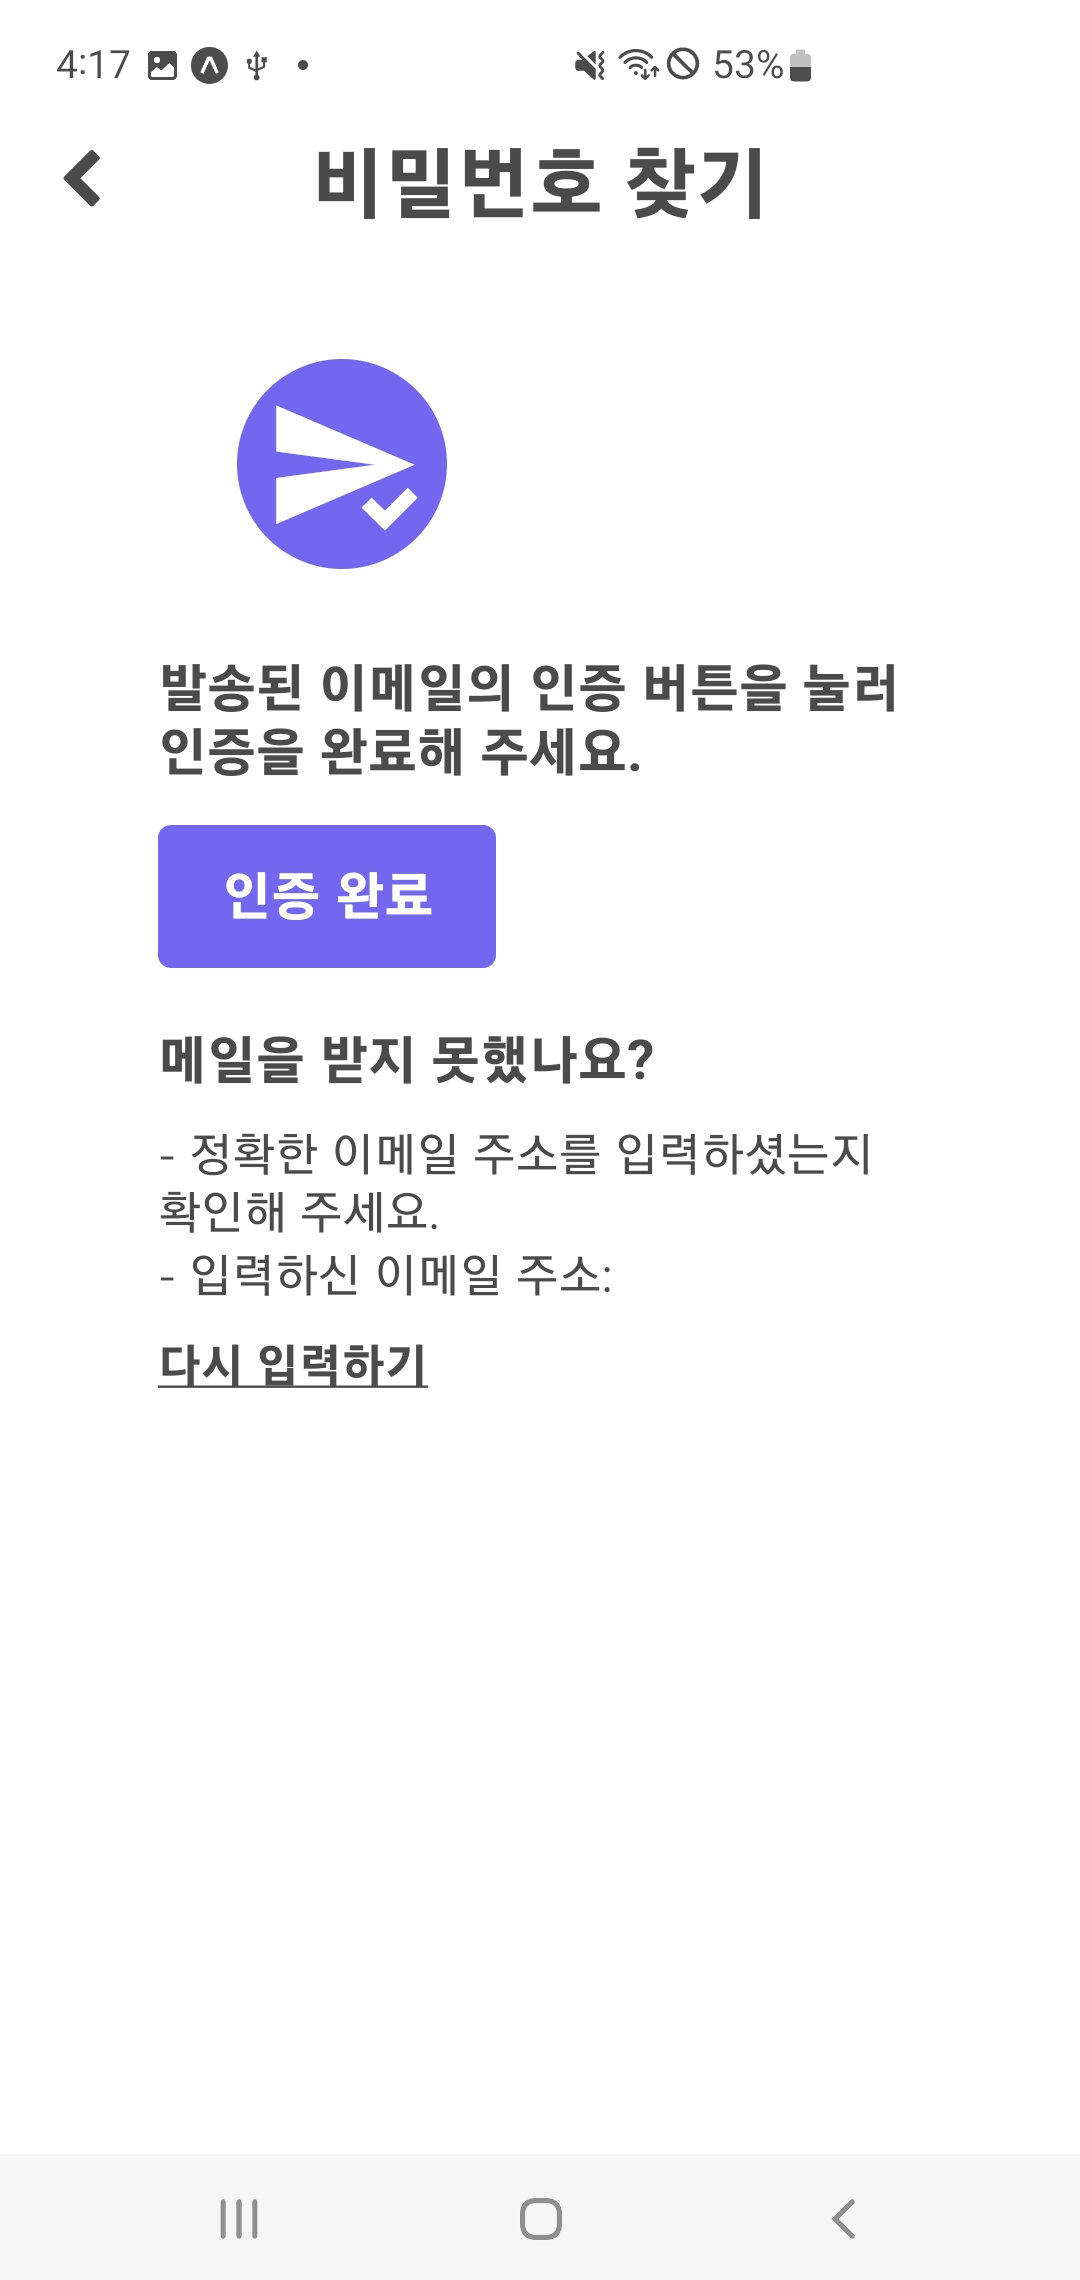 4:17
53%
비밀번호 찾기
발송된 이메일의 인증 버튼을 눌러
인증을 완료해 주세요.
인증 완료
메일을 받지 못했나요?
- 정확한 이메일 주소를 입력하셨는지
확인해 주세요.
- 입력하신 이메일 주소:
다시 입력하기